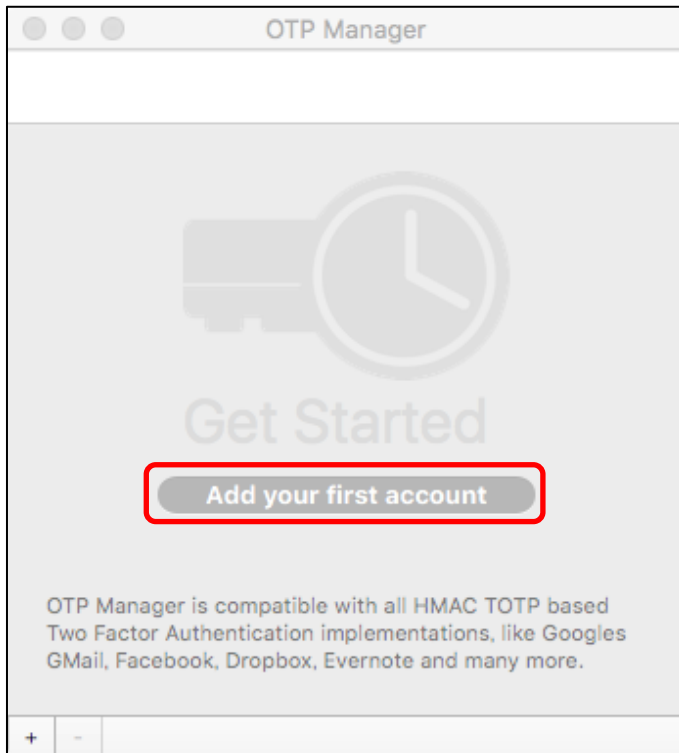 OTP Manager
Get Started
Add your first account
OTP Manager is compatible with all HMAC TOTP based
Two Factor Authentication implementations, like Googles
GMail, Facebook, Dropbox, Evernote and many more.
+ -